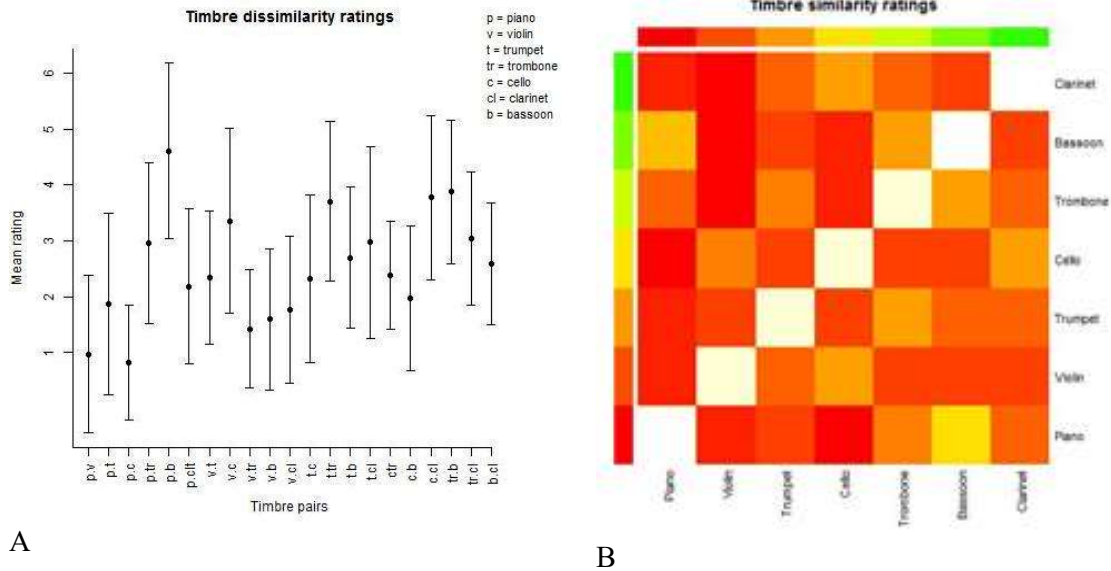 Timbre dissimilarity ratings
p = piano
v = violin
t = trumpet
tr = trombone
c = cello
cl = clarinet
b = bassoon
Mean rating
6
5
4
3
2
1
p.v
p.t
p.c
p.tr
p.b
p.clt
v.t
v.c
v.tr
v.b
v.cl
t.c
t.tr
t.b
t.cl
ctr
c.b
c.cl
tr.b
tr.cl
b.cl
Timbre pairs
A
Timbre similarity ratings
Clarinet
Bassoon
Trombone
Cello
Trumpet
Violin
Piano
Piano
Violin
Trumpet
Cello
Trombone
Bassoon
Clarinet
B